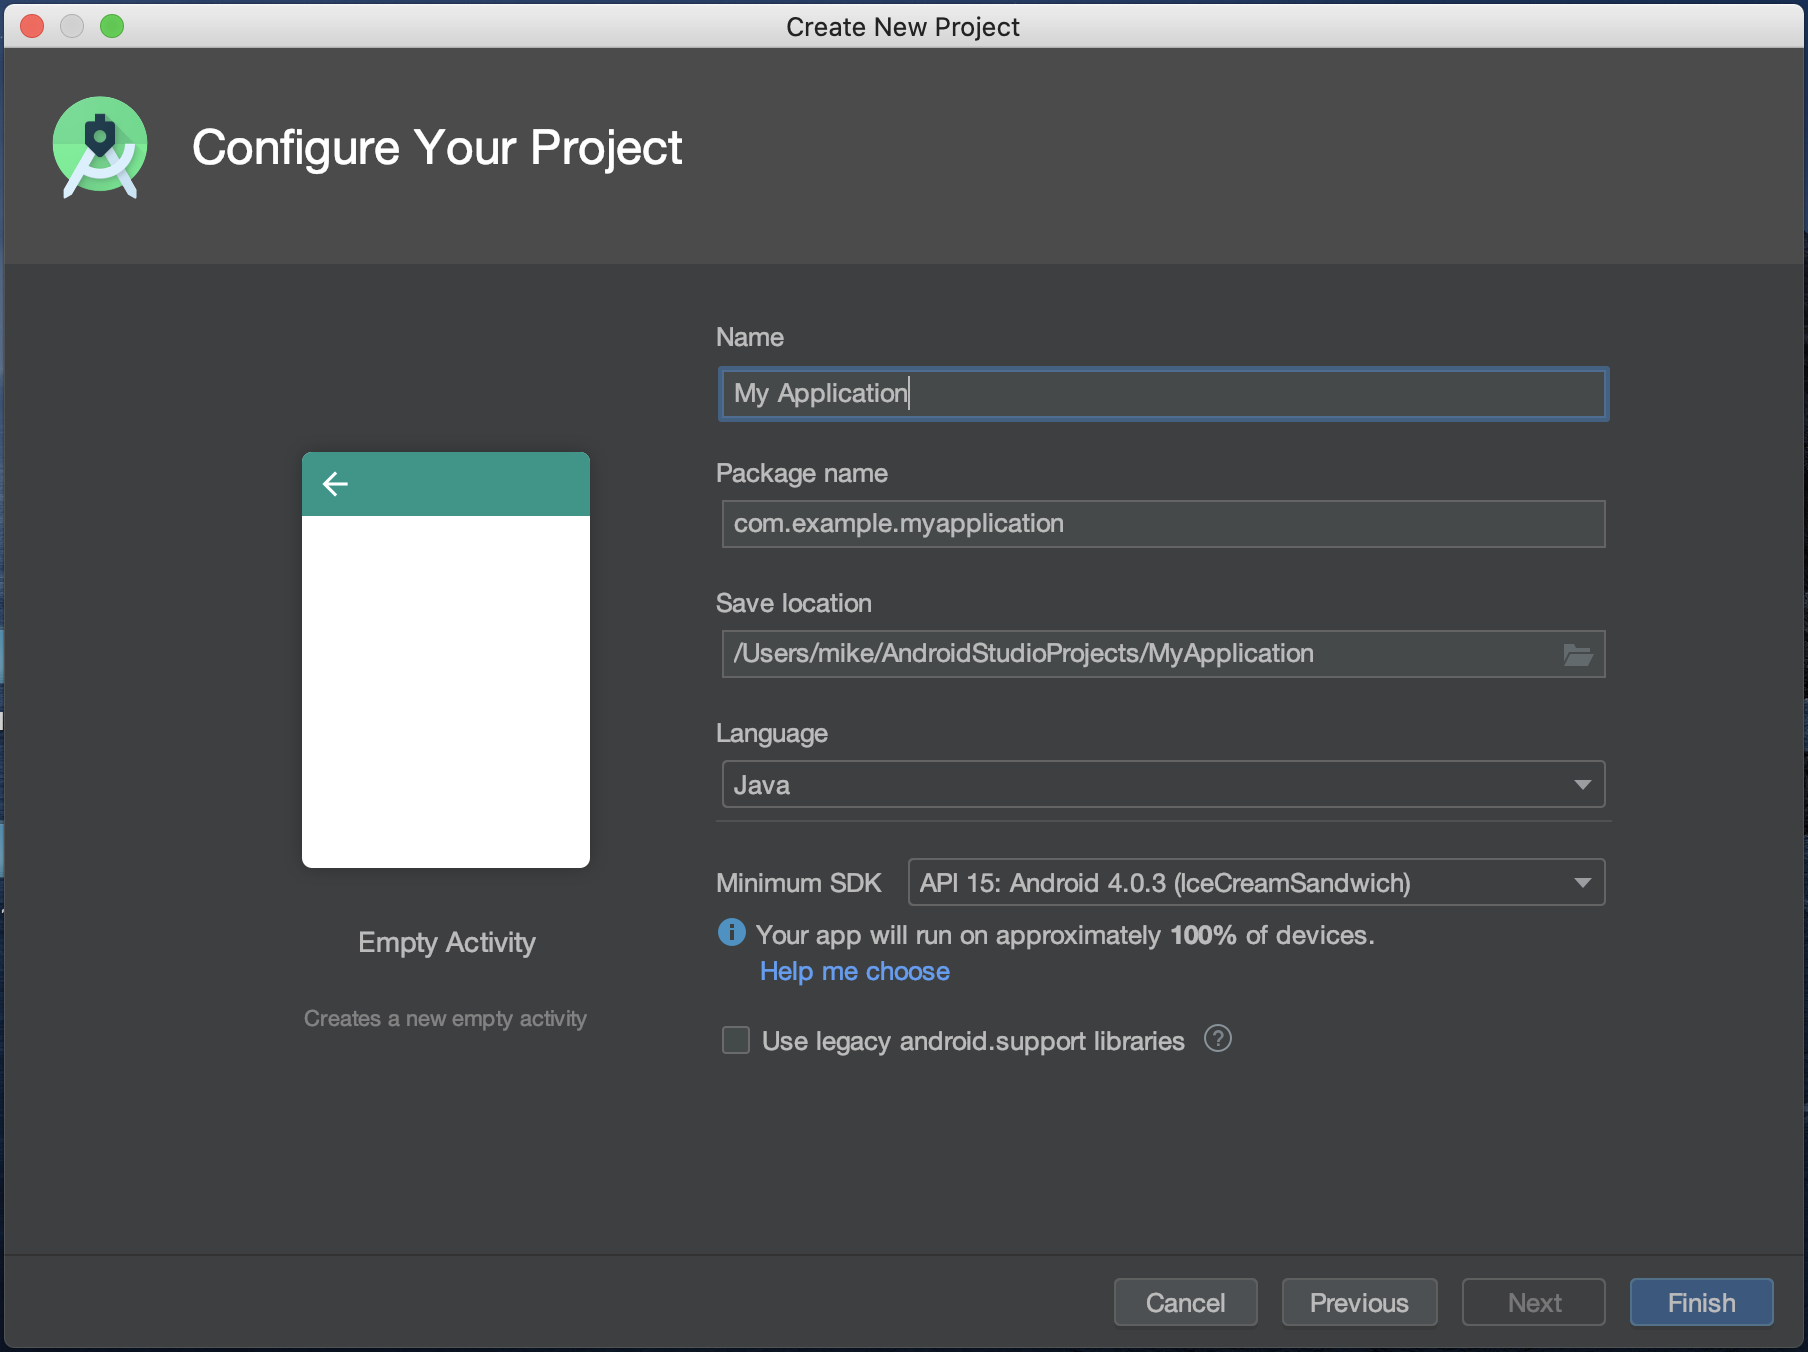 Create New Project
Configure Your Project
Name
My Application
Package name
com.example.myapplication
Save location
/Users/mike/AndroidStudioProjects/MyApplication
Language
Java
Minimum SDK API 15: Android 4.0.3 (IceCreamSandwich)
Your app will run on approximately 100% of devices.
Help me choose
Use legacy android.support libraries ?
Empty Activity
Creates a new empty activity
Cancel Previous Next Finish